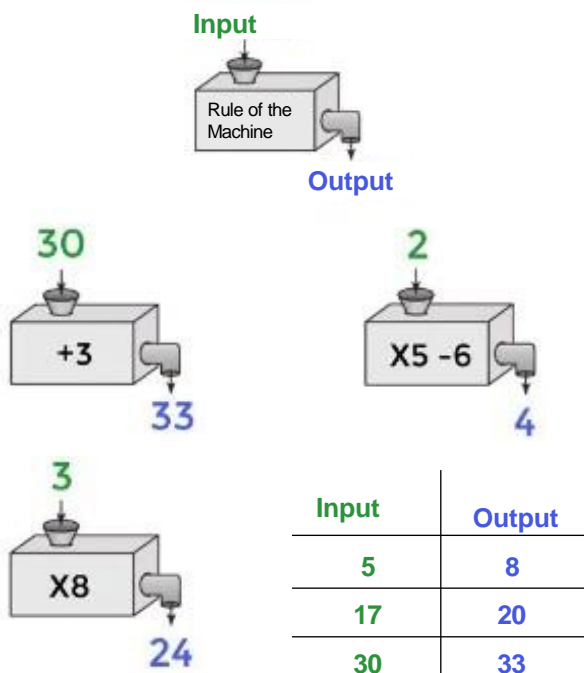 Input
Rule of the
Machine
Output
30
+3
33
2
X5 -6
4
3
X8
24
Input Output
5 8
17 20
30 33